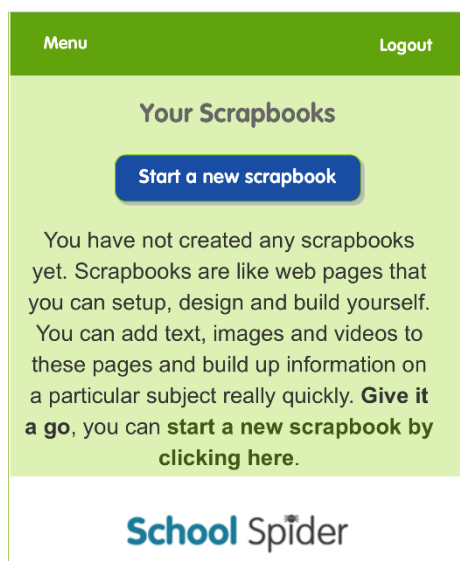 Menu
Logout
Your Scrapbooks
Start a new scrapbook
You have not created any scrapbooks
yet. Scrapbooks are like web pages that
you can setup, design and build yourself.
You can add text, images and videos to
these pages and build up information on
a particular subject really quickly. Give it
a go, you can start a new scrapbook by
clicking here.
School Spider